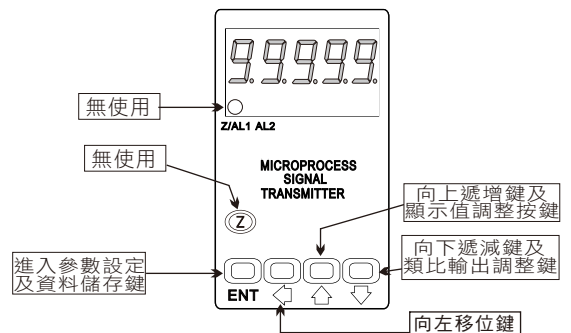 9.9.9.9.9
無使用
Z/AL1 AL2
無使用
MICROPROCESS
SIGNAL
TRANSMITTER
Z
向上遞增鍵及
顯示值調整按鍵
進入參數設定
及資料儲存鍵
向下遞減鍵及
類比輸出調整鍵
ENT
向左移位鍵